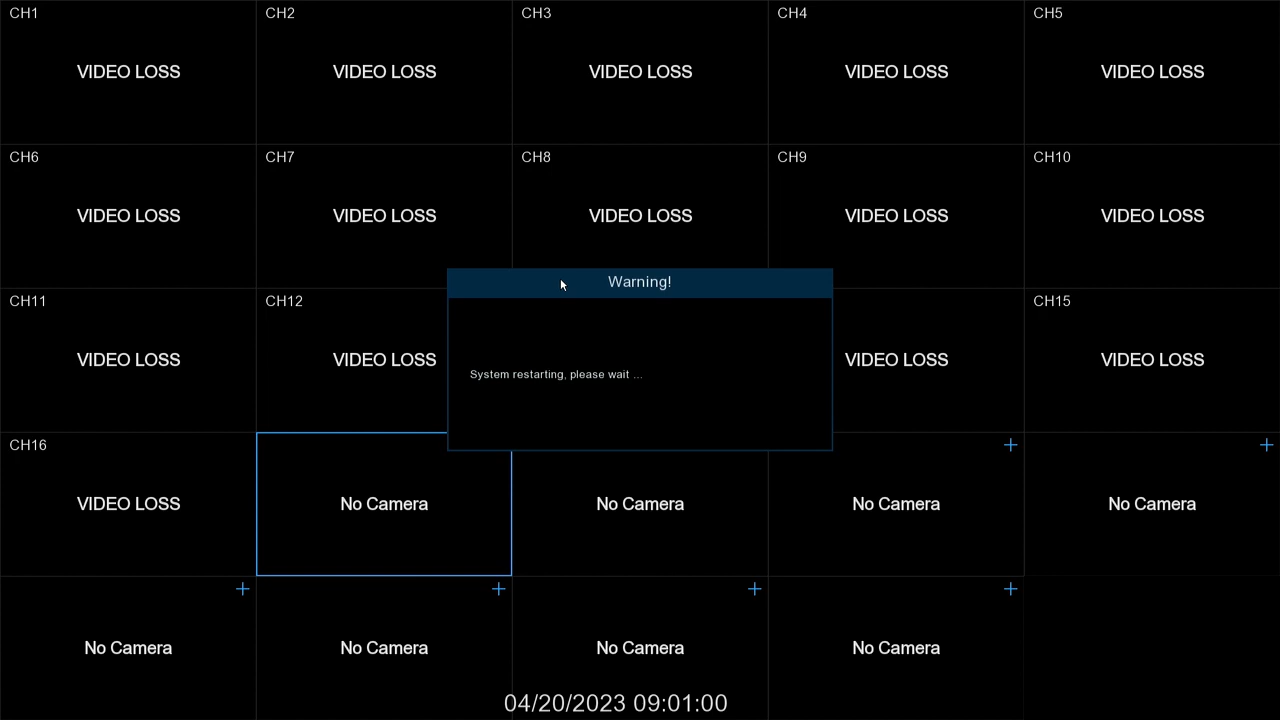 CH1 CH2 CH3 CH4 CH5
VIDEO LOSS VIDEO LOSS VIDEO LOSS VIDEO LOSS VIDEO LOSS
CH6 CH7 CH8 CH9 CH10
VIDEO LOSS VIDEO LOSS VIDEO LOSS VIDEO LOSS VIDEO LOSS
Warning!
CH11 CH12 CH15
VIDEO LOSS VIDEO LOSS VIDEO LOSS VIDEO LOSS
System restarting, please wait ...
CH16 + +
VIDEO LOSS No Camera No Camera No Camera No Camera
+ + + +
No Camera No Camera No Camera No Camera
04/20/2023 09:01:00